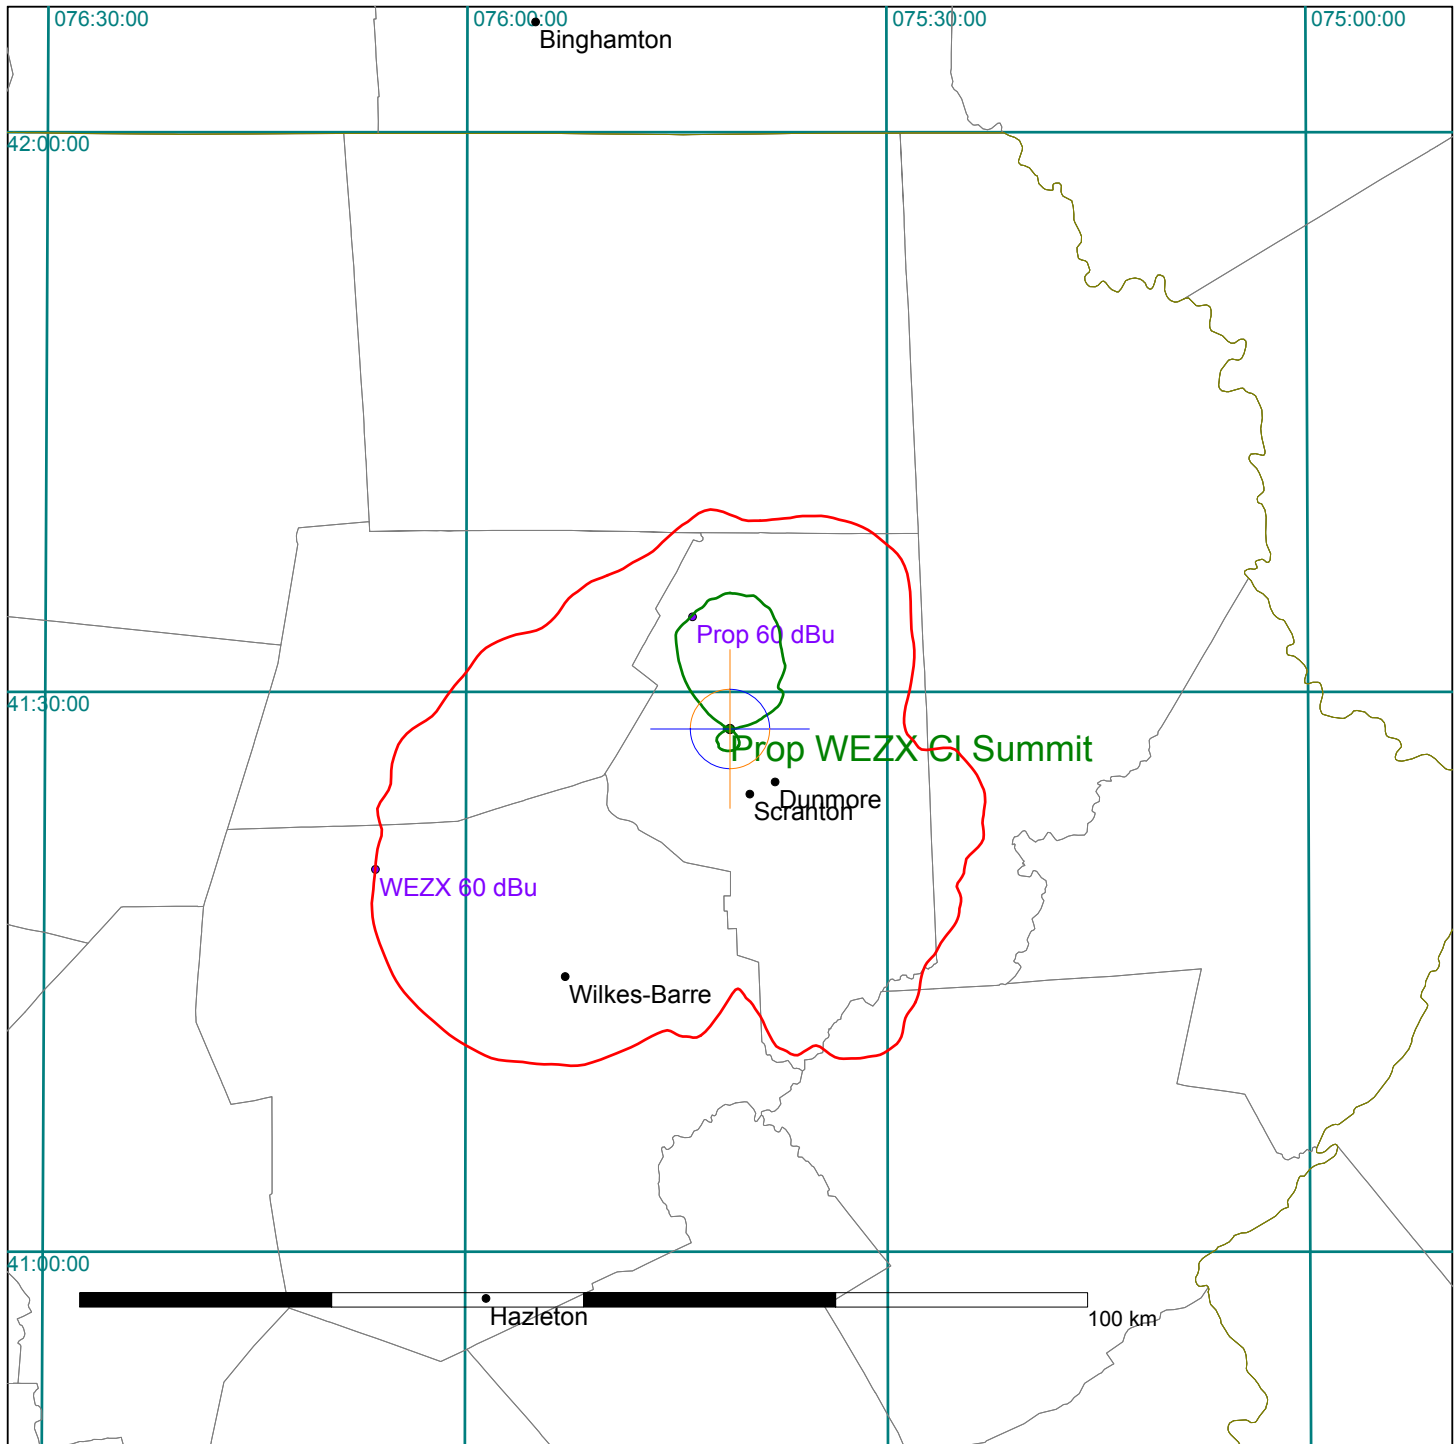 076:30:00
076:00:00
075:30:00
075:00:00
Binghamton
42:00:00
Prop 60 dBu
41:30:00
Prop WEZX Cl Summit
Dunmore
Scranton
WEZX 60 dBu
Wilkes-Barre
41:00:00
Hazleton
100 km